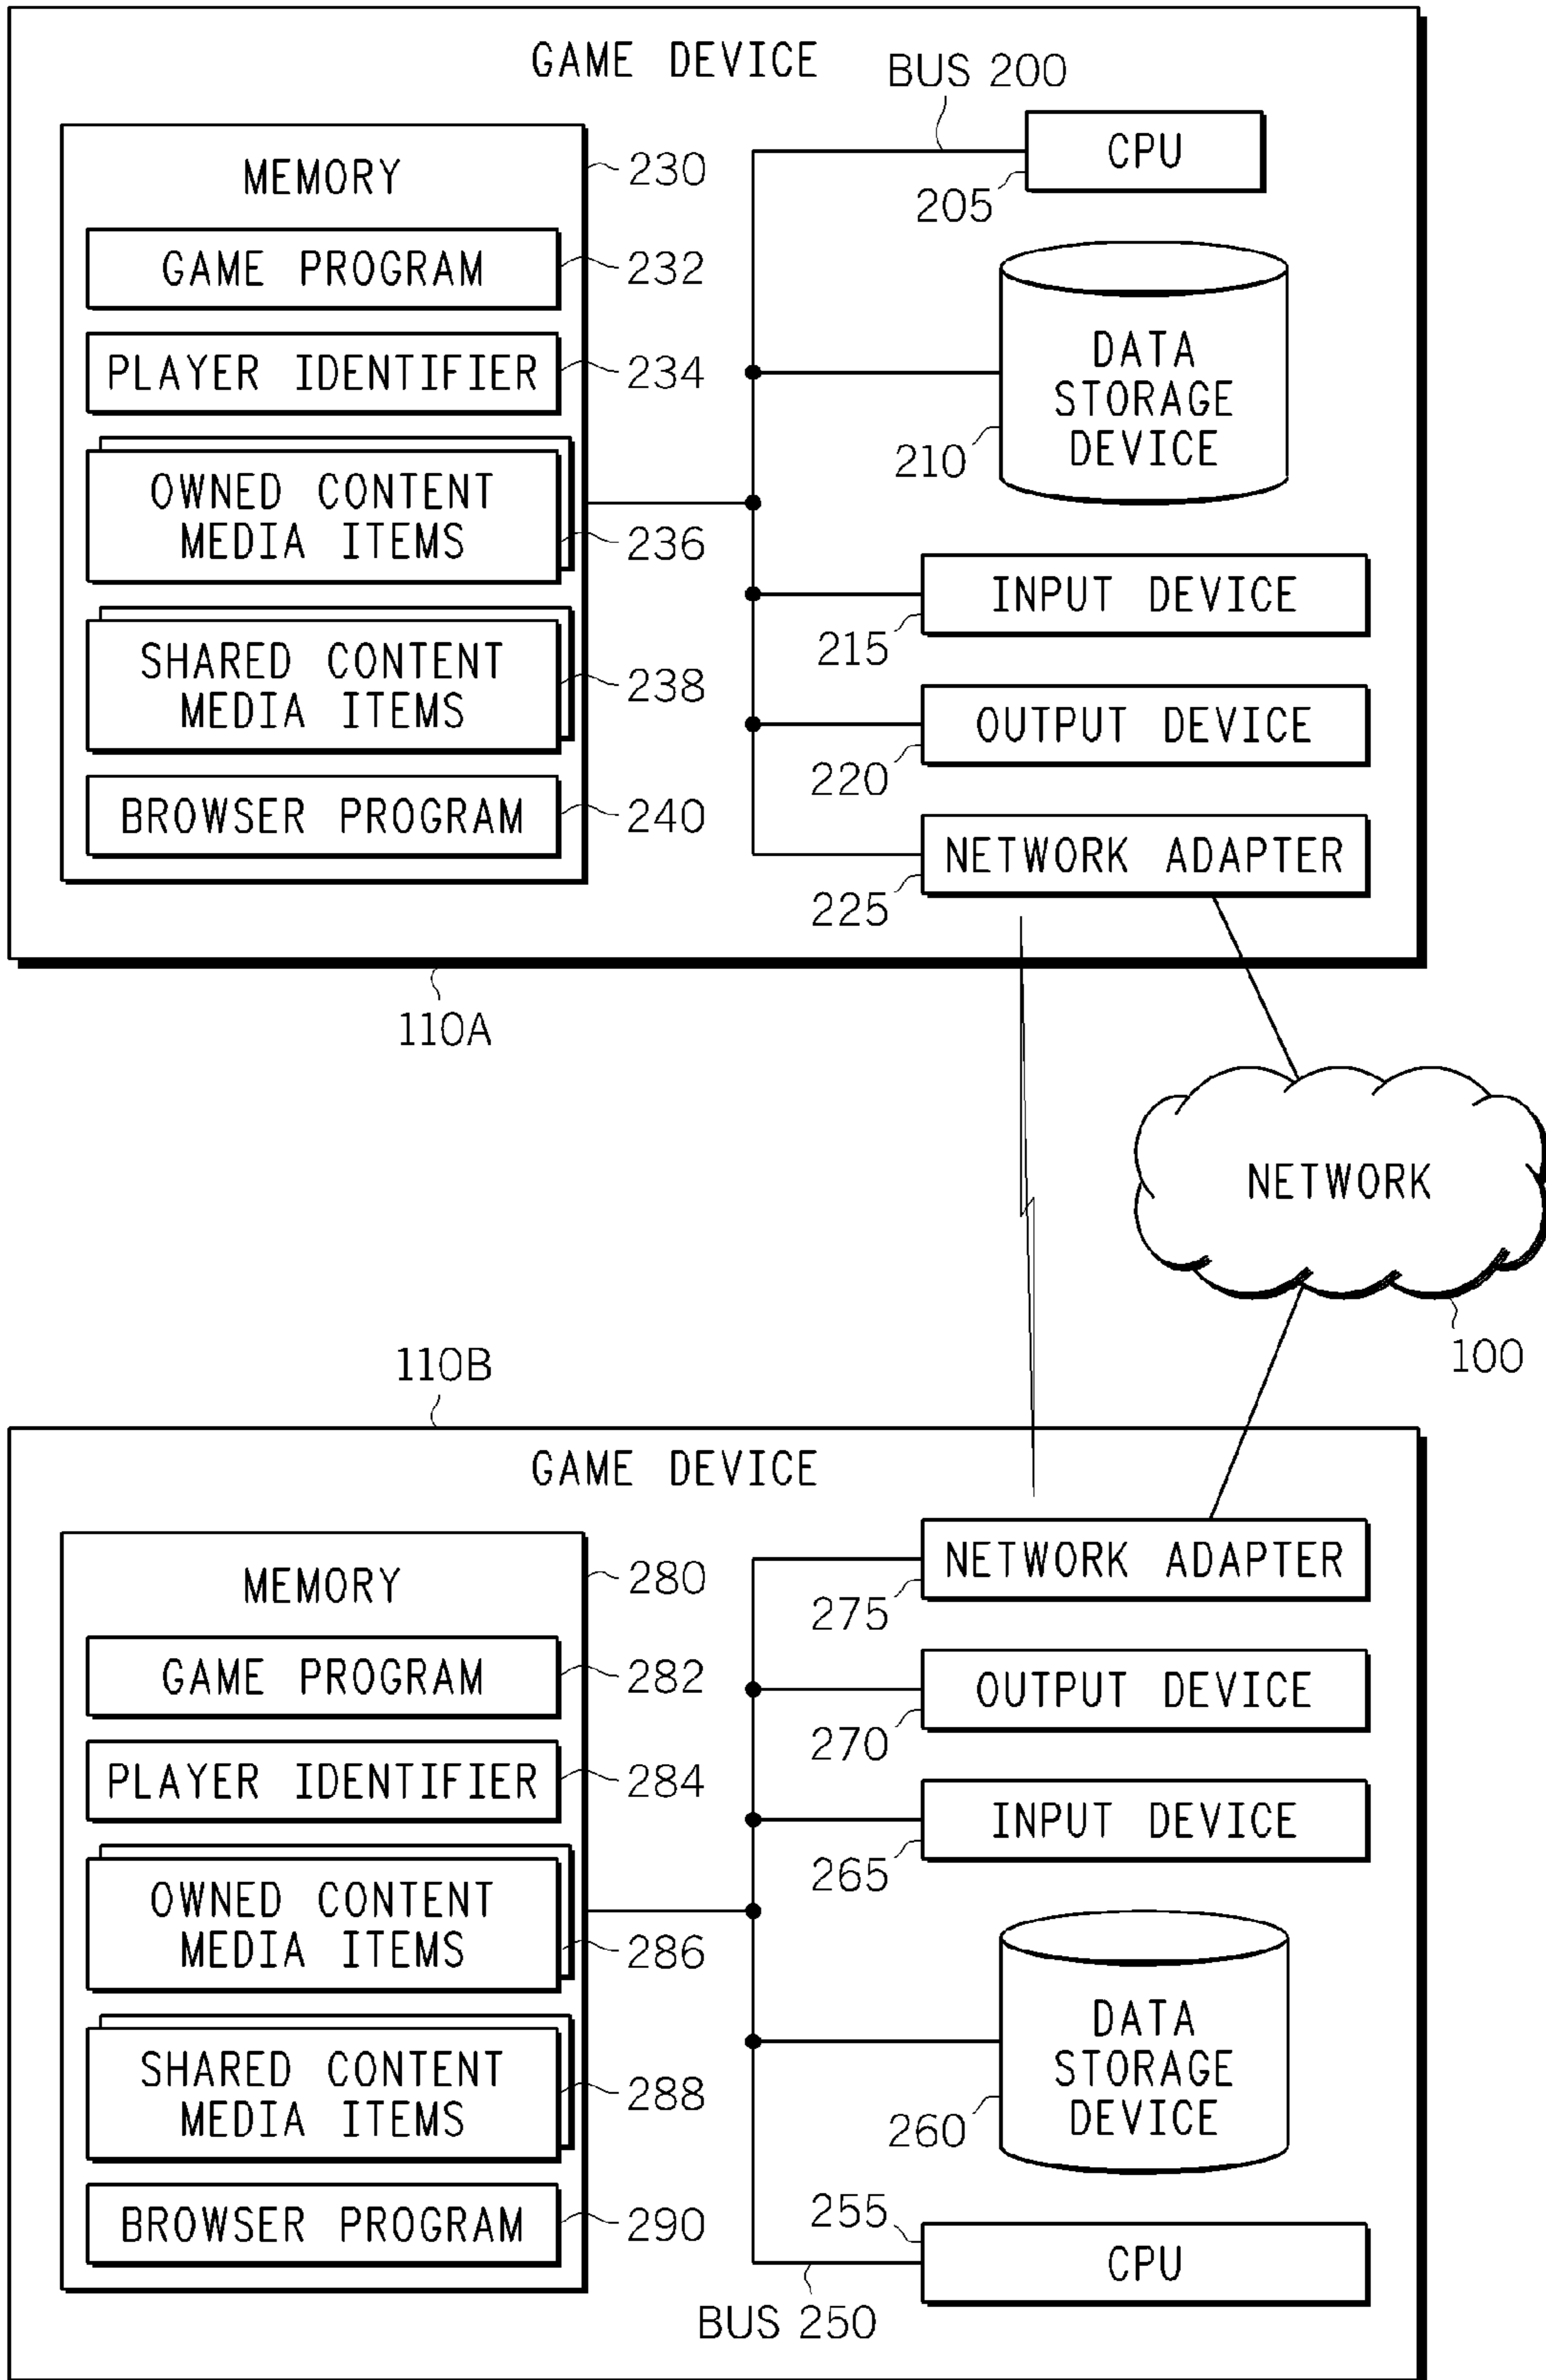 GAME DEVICE
BUS 200
MEMORY
230
CPU
205
GAME PROGRAM
232
PLAYER IDENTIFIER
234
DATA
STORAGE
DEVICE
210
OWNED CONTENT
MEDIA ITEMS
236
INPUT DEVICE
215
SHARED CONTENT
MEDIA ITEMS
238
OUTPUT DEVICE
220
BROWSER PROGRAM
240
NETWORK ADAPTER
225
110A
NETWORK
100
110B
GAME DEVICE
MEMORY
280
NETWORK ADAPTER
275
GAME PROGRAM
282
OUTPUT DEVICE
270
PLAYER IDENTIFIER
284
INPUT DEVICE
265
OWNED CONTENT
MEDIA ITEMS
286
DATA
STORAGE
DEVICE
260
SHARED CONTENT
MEDIA ITEMS
288
BROWSER PROGRAM
290
255
CPU
BUS 250